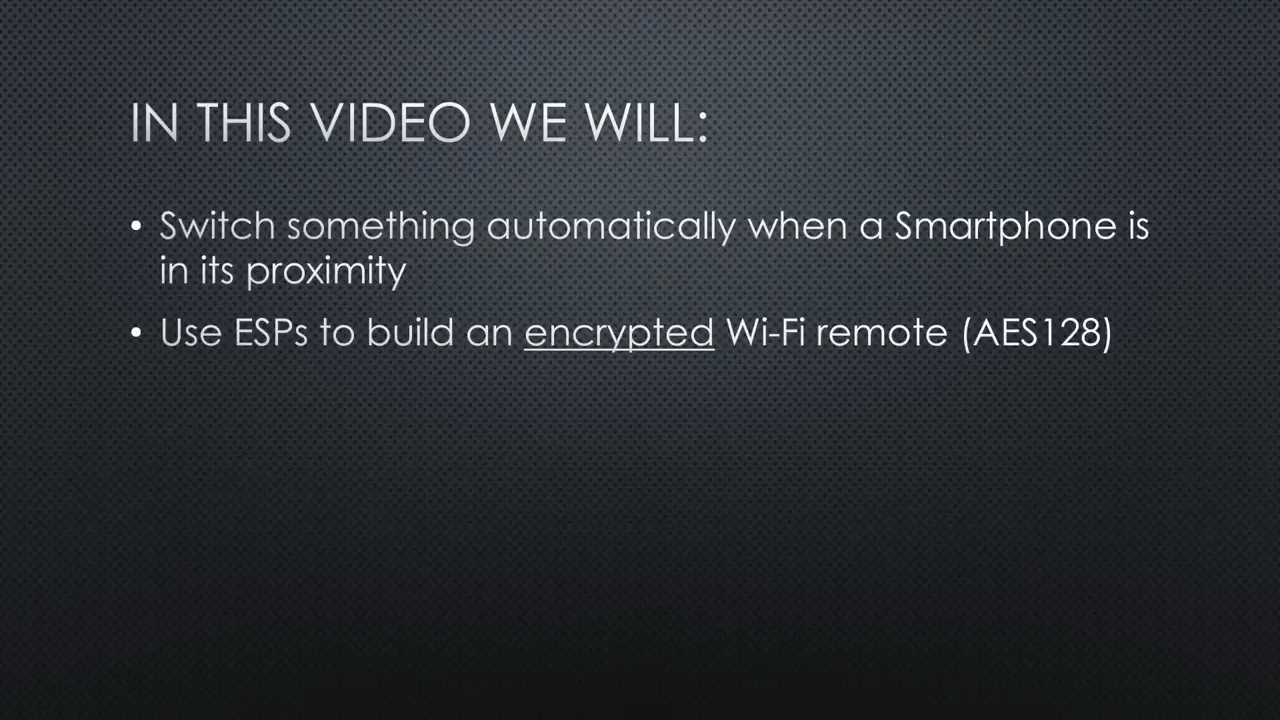 IN THIS VIDEO WE WILL:
• Switch something automatically when a Smartphone is
in its proximity
• Use ESPs to build an encrypted Wi-Fi remote (AES128)